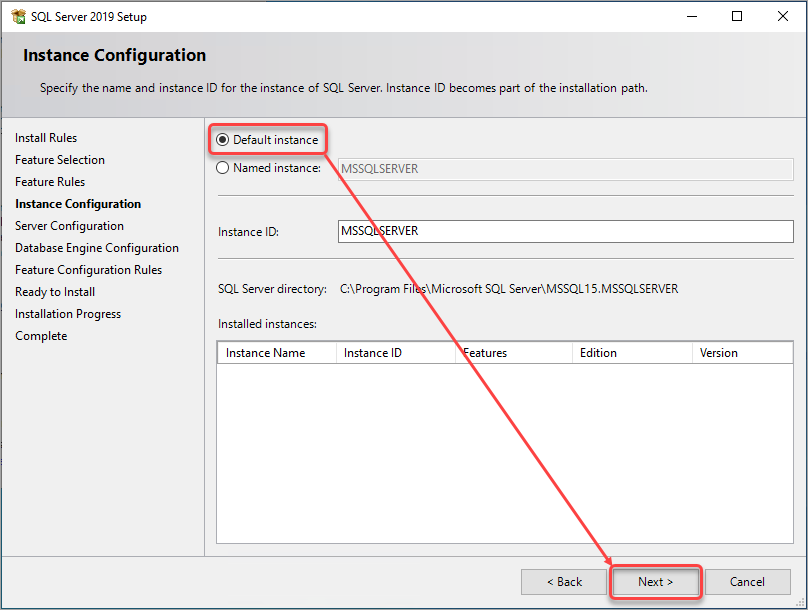 SQL Server 2019 Setup
Instance Configuration
Specify the name and instance ID for the instance of SQL Server. Instance ID becomes part of the installation path.
Install Rules
Feature Selection
Feature Rules
Instance Configuration
Server Configuration
Database Engine Configuration
Feature Configuration Rules
Ready to Install
Installation Progress
Complete
Default instance
Named instance: MSSQLSERVER
Instance ID: MSSQLSERVER
SQL Server directory: C:\Program Files\Microsoft SQL Server\MSSQL15.MSSQLSERVER
Installed instances:
Instance Name Instance ID Features Edition Version
< Back Next > Cancel